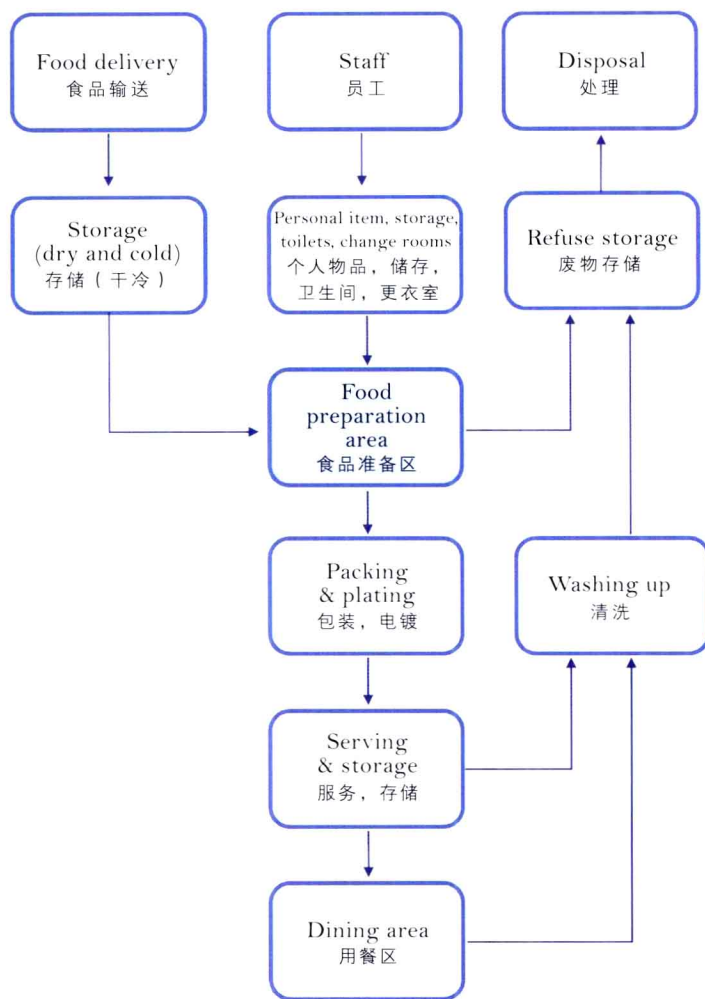 Food delivery
食品输送
Staff
员工
Disposal
处理
Storage
(dry and cold)
存储（干冷）
Personal item, storage,
toilets, change rooms
个人物品，储存，
卫生间，更衣室
Refuse storage
废物存储
Food
preparation
area
食品准备区
Packing
& plating
包装，电镀
Washing up
清洗
Serving
& storage
服务，存储
Dining area
用餐区